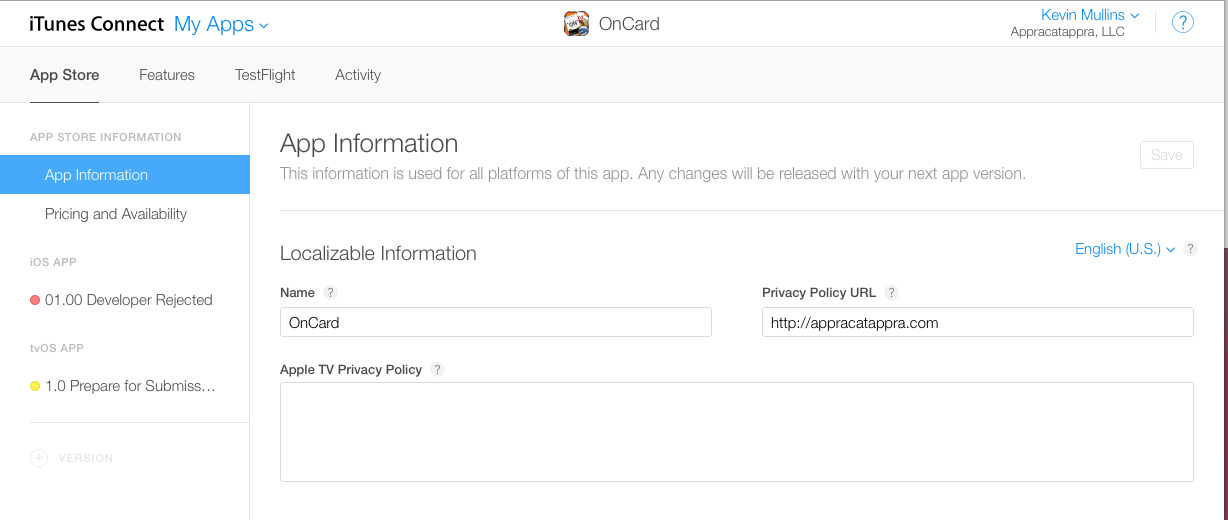 iTunes Connect My Apps
OnCard
Kevin Mullins
Appracatappra, LLC
?
App Store
Features
TestFlight
Activity
APP STORE INFORMATION
App Information
Pricing and Availability
iOS APP
01.00 Developer Rejected
tvOS APP
1.0 Prepare for Submiss…
VERSION
App Information
Save
This information is used for all platforms of this app. Any changes will be released with your next app version.
Localizable Information
English (U.S.) ?
Name ?
Privacy Policy URL ?
OnCard
http://appracatappra.com
Apple TV Privacy Policy ?